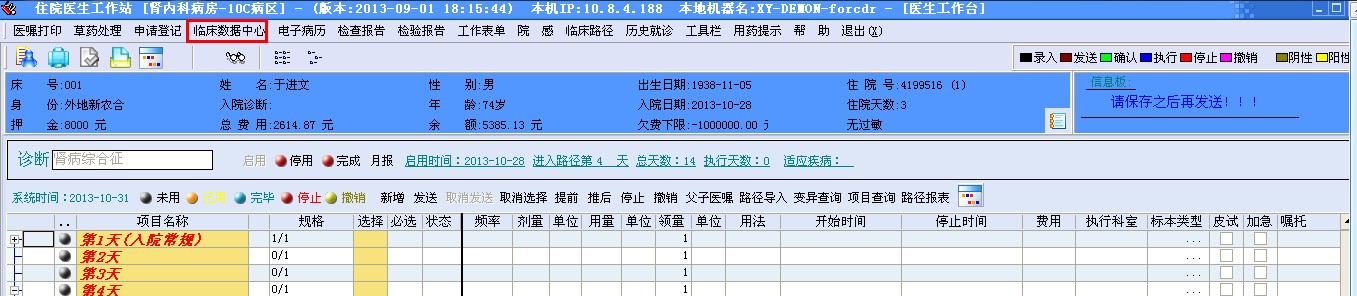 住院医生工作站 [肾内科病房-10C病区] - (版本:2013-09-01 18:15:44) 本机IP:10.8.4.188 本地机器名:XY-DEMON-forcdr - [医生工作台]
医嘱打印 草药处理 申请登记 临床数据中心 电子病历 检查报告 检验报告 工作表单 院 感 临床路径 历史就诊 工具栏 用药提示 帮 助 退出(X)
录入 发送 确认 执行 停止 撤销 阴性 阳性
床 号:001 姓 名:于进文 性 别:男 出生日期:1938-11-05 住 院 号:4199516 (1)
身 份:外地新农合 入院诊断: 年 龄:74岁 入院日期:2013-10-28 住院天数:3
押 金:8000 元 总 费 用:2614.87 元 余 额:5385.13 元 欠费下限:-1000000.00 无过敏
信息板:
请保存之后再发送!!!
诊断 肾病综合征 启用 停用 完成 月报 启用时间:2013-10-28 进入路径第 4 天 总天数:14 执行天数:0 适应疾病:
系统时间:2013-10-31 未用 已用 完毕 停止 撤销 新增 发送 取消发送 取消选择 提前 推后 停止 撤销 父子医嘱 路径导入 变异查询 项目查询 路径报表
.. 项目名称 规格 选择 必选 状态 频率 剂量 单位 用量 单位 领量 单位 用法 开始时间 停止时间 费用 执行科室 标本类型 皮试 加急 嘱托
第1天(入院常规) 1/1 1 ...
第2天 0/1 1 ...
第3天 0/1 1 ...
第4天 0/1 1 ...